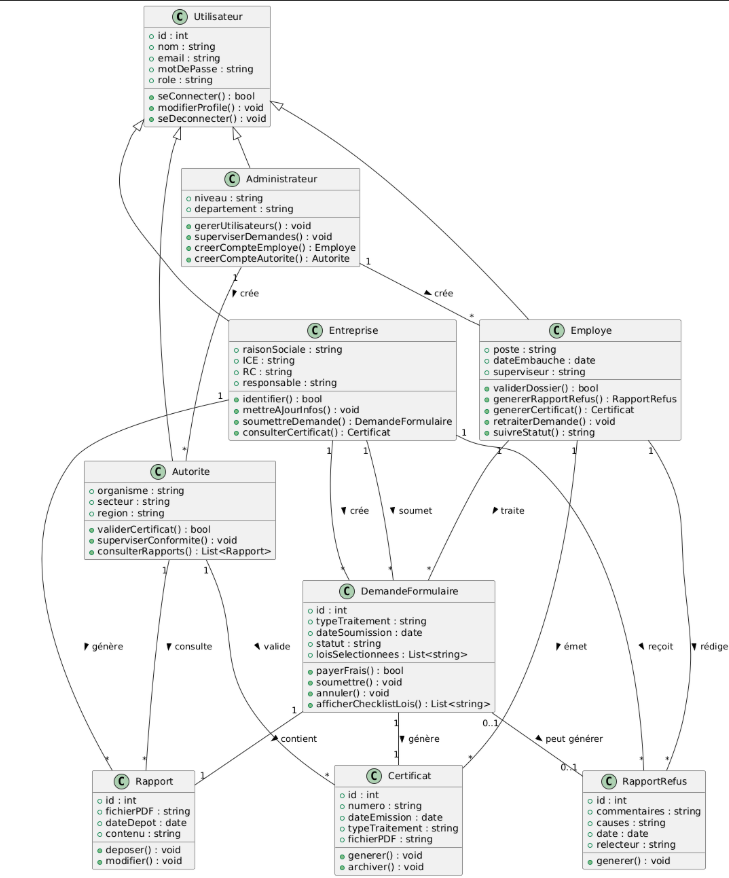 C Utilisateur
id : int
nom : string
email : string
motDePasse : string
role : string
seConnecter() : bool
modifierProfile() : void
seDeconnecter() : void
C Administrateur
niveau : string
departement : string
gererUtilisateurs() : void
superviserDemandes() : void
creerCompteEmploye() : Employe
creerCompteAutorite() : Autorite
1
1
crée
crée
*
C Entreprise
raisonSociale : string
ICE : string
RC : string
responsable : string
identifier() : bool
mettreAJourInfos() : void
soumettreDemande() : DemandeFormulaire
consulterCertificat() : Certificat
C Employe
poste : string
dateEmbauche : date
superviseur : string
validerDossier() : bool
genererRapportRefus() : RapportRefus
genererCertificat() : Certificat
retraiterDemande() : void
suivreStatut() : string
1
1
1
1
1
1
1
*
C Autorite
organisme : string
secteur : string
region : string
validerCertificat() : bool
superviserConformite() : void
consulterRapports() : List<Rapport>
crée
soumet
traite
1
1
*
*
*
C DemandeFormulaire
id : int
typeTraitement : string
dateSoumission : date
statut : string
loisSelectionnees : List<string>
payerFrais() : bool
soumettre() : void
annuler() : void
afficherChecklistLois() : List<string>
génère
consulte
valide
émet
reçoit
rédige
1
1
0..1
contient
génère
peut générer
*
*
1
*
1
*
0..1
*
*
C Rapport
id : int
fichierPDF : string
dateDepot : date
contenu : string
deposer() : void
modifier() : void
C Certificat
id : int
numero : string
dateEmission : date
typeTraitement : string
fichierPDF : string
generer() : void
archiver() : void
C RapportRefus
id : int
commentaires : string
causes : string
date : date
relecteur : string
generer() : void